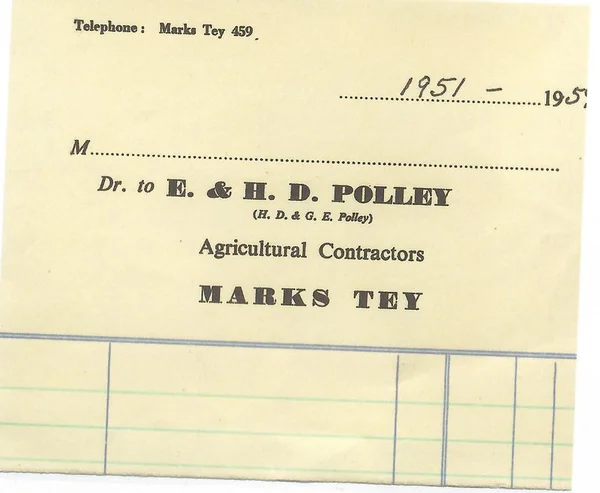 Telephone: Marks Tey 459.
1951 – 195
M
Dr. to E. & H. D. POLLEY
(H. D. & G. E. Polley)
Agricultural Contractors
MARKS TEY